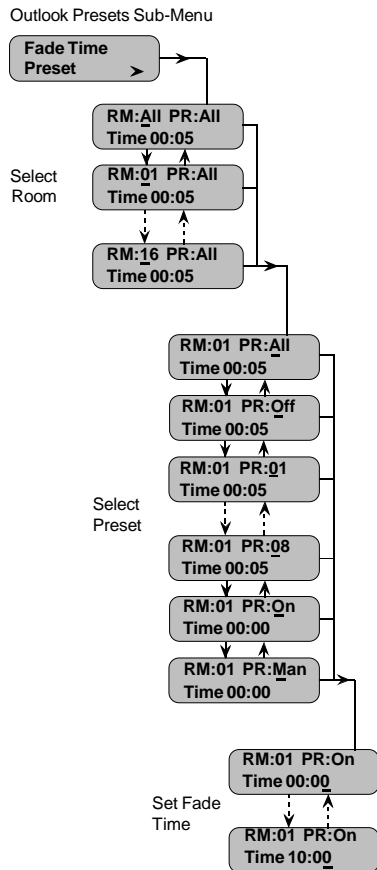 Outlook Presets Sub-Menu
Fade Time
Preset
RM:All PR:All
Time 00:05
Select
Room
RM:01 PR:All
Time 00:05
RM:16 PR:All
Time 00:05
RM:01 PR:All
Time 00:05
RM:01 PR:Off
Time 00:05
RM:01 PR:01
Time 00:05
Select
Preset
RM:01 PR:08
Time 00:05
RM:01 PR:On
Time 00:00
RM:01 PR:Man
Time 00:00
RM:01 PR:On
Time 00:00
Set Fade
Time
RM:01 PR:On
Time 10:00